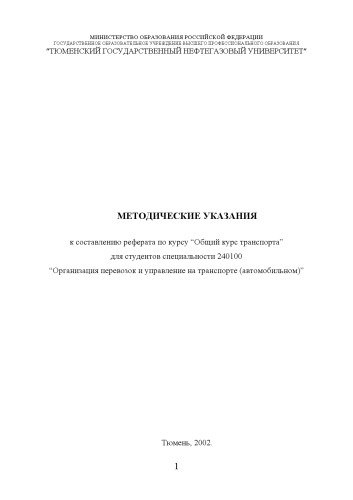 МИНИСТЕРСТВО ОБРАЗОВАНИЯ РОССИЙСКОЙ ФЕДЕРАЦИИ
ГОСУДАРСТВЕННОЕ ОБРАЗОВАТЕЛЬНОЕ УЧРЕЖДЕНИЕ ВЫСШЕГО ПРОФЕССИОНАЛЬНОГО ОБРАЗОВАНИЯ
"ТЮМЕНСКИЙ ГОСУДАРСТВЕННЫЙ НЕФТЕГАЗОВЫЙ УНИВЕРСИТЕТ"
МЕТОДИЧЕСКИЕ УКАЗАНИЯ
к составлению реферата по курсу “Общий курс транспорта”
для студентов специальности 240100
“Организация перевозок и управление на транспорте (автомобильном)”
Тюмень, 2002.
1